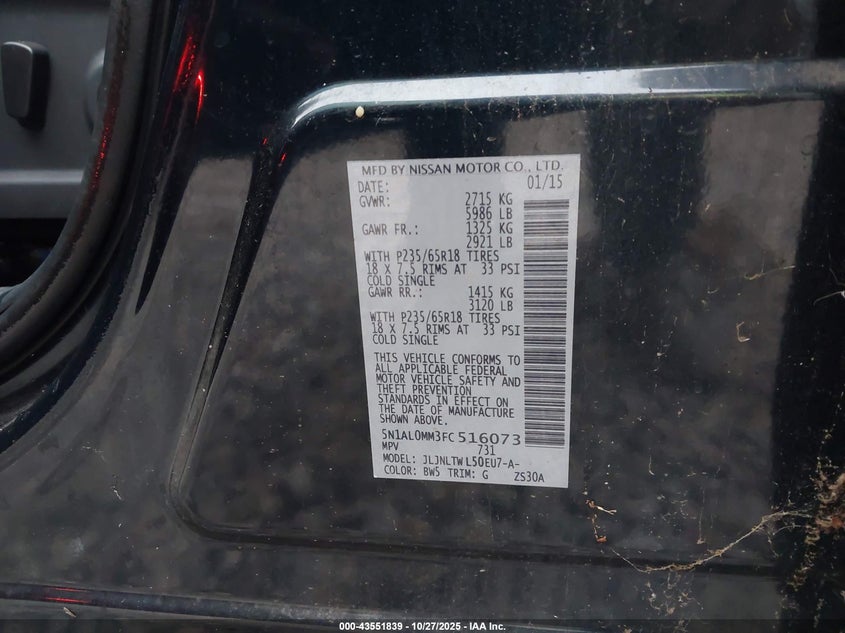 MFD BY NISSAN MOTOR CO., LTD.
DATE: 01/15
GVWR: 2715 KG
5986 LB
GAWR FR.: 1325 KG
2921 LB
WITH P235/65R18 TIRES
18 X 7.5 RIMS AT 33 PSI
COLD SINGLE
GAWR RR.: 1415 KG
3120 LB
WITH P235/65R18 TIRES
18 X 7.5 RIMS AT 33 PSI
COLD SINGLE
THIS VEHICLE CONFORMS TO
ALL APPLICABLE FEDERAL
MOTOR VEHICLE SAFETY AND
THEFT PREVENTION
STANDARDS IN EFFECT ON
THE DATE OF MANUFACTURE
SHOWN ABOVE.
5N1AL0MM3FC516073
MPV 731
MODEL: JLJNLTWL50EU7-A-
COLOR: BW5 TRIM: G ZS30A
000-43551839 | 10/27/2025 - IAA Inc.